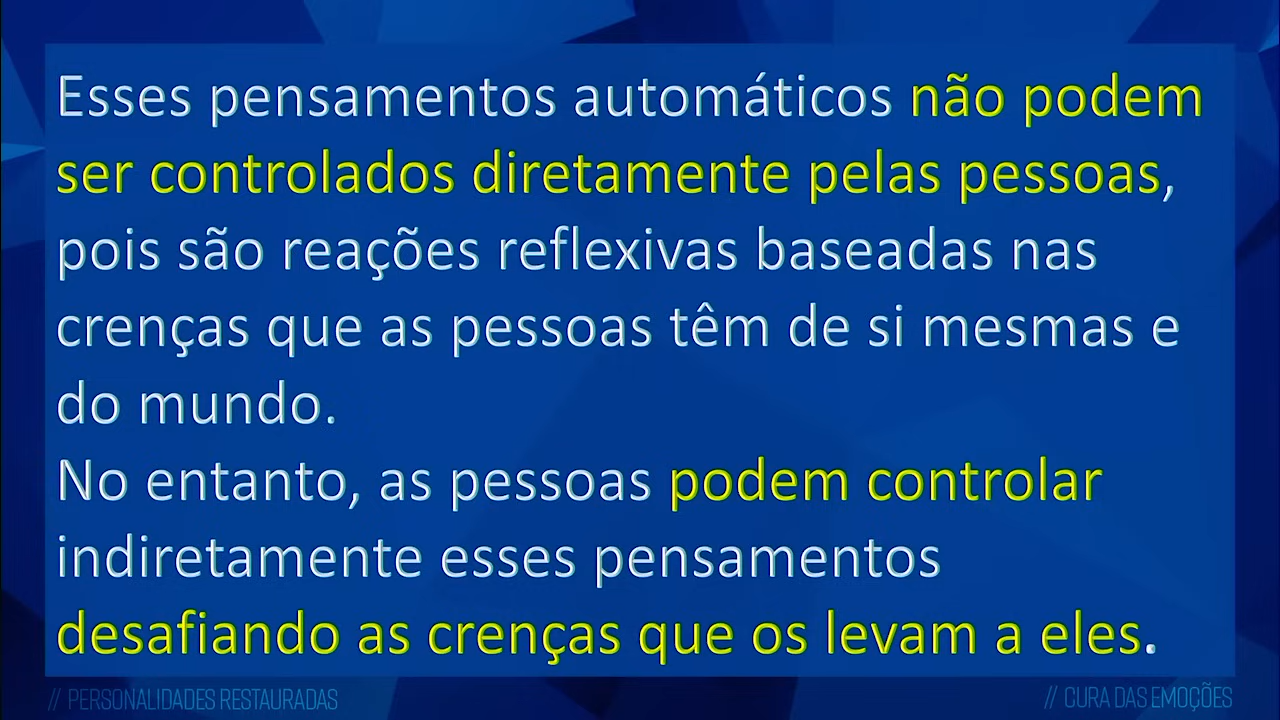 Esses pensamentos automáticos não podem
ser controlados diretamente pelas pessoas,
pois são reações reflexivas baseadas nas
crenças que as pessoas têm de si mesmas e
do mundo.
No entanto, as pessoas podem controlar
indiretamente esses pensamentos
desafiando as crenças que os levam a eles.
// PERSONALIDADES RESTAURADAS
// CURA DAS EMOÇÕES